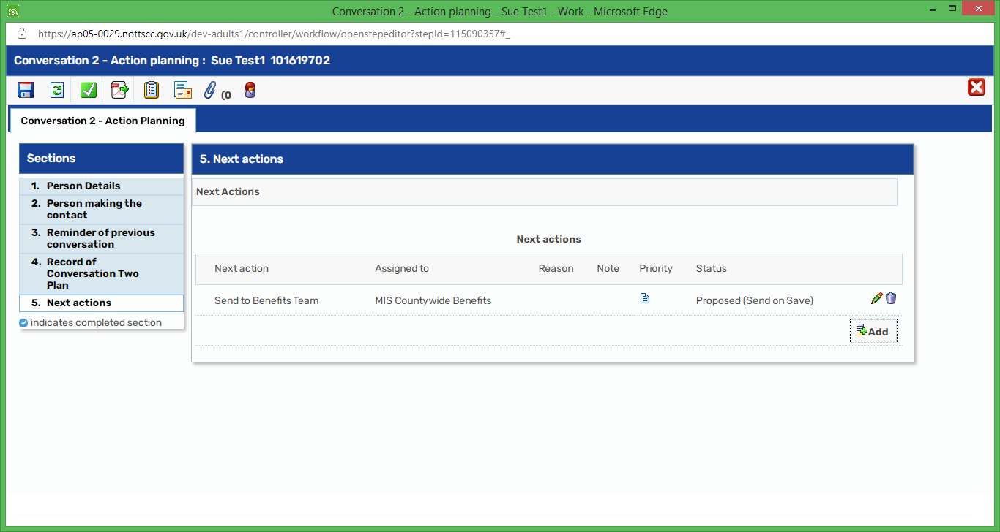 Conversation 2 - Action planning - Sue Test1 - Work - Microsoft Edge
https://ap05-0029.nottscc.gov.uk/dev-adults1/controller/workflow/openstepeditor?stepId=115090357#_
Conversation 2 - Action planning : Sue Test1 101619702
(0
Conversation 2 - Action Planning
Sections
1. Person Details
2. Person making the
contact
3. Reminder of previous
conversation
4. Record of
Conversation Two
Plan
5. Next actions
indicates completed section
5. Next actions
Next Actions
Next actions
Next action Assigned to Reason Note Priority Status
Send to Benefits Team MIS Countywide Benefits Proposed (Send on Save)
Add